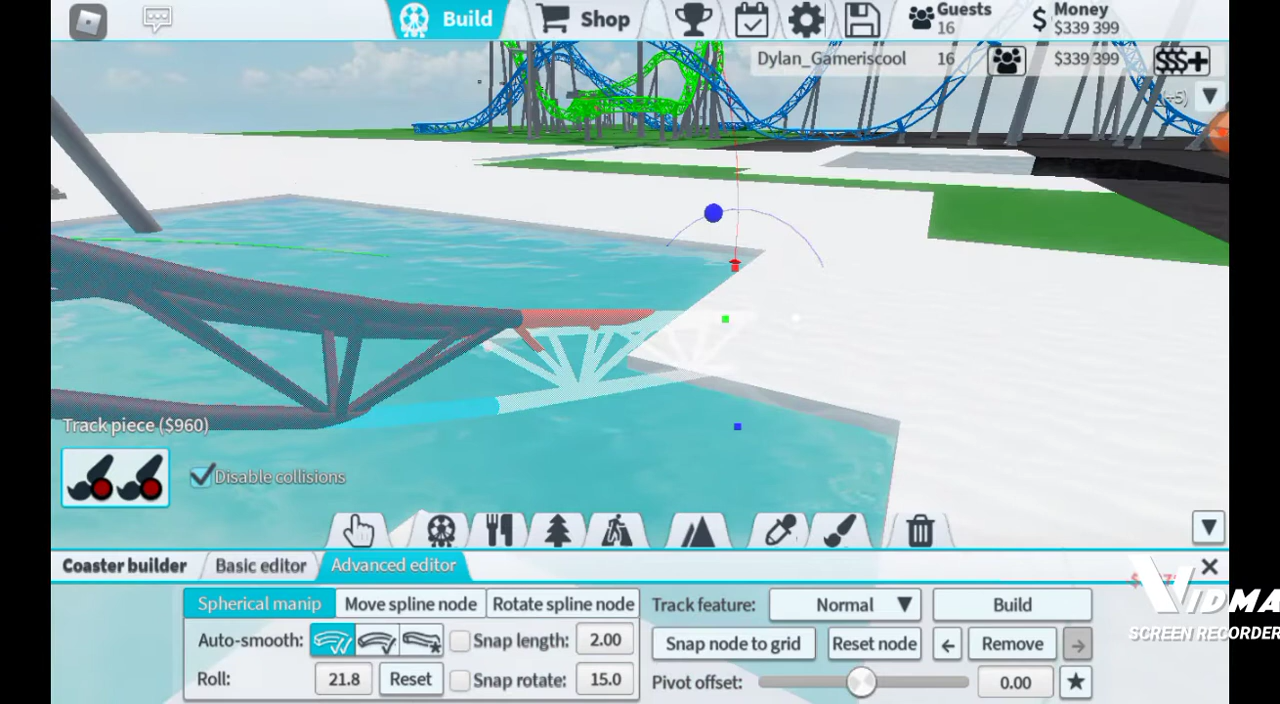 Build
Shop
Guests
16
Money
$339 399
Dylan_Gameriscool 16 $339 399
$$$+
Track piece ($960)
Disable collisions
Coaster builder
Basic editor
Advanced editor
Spherical manip
Move spline node
Rotate spline node
Track feature:
Normal
Build
Auto-smooth:
Snap length:
2.00
Snap node to grid
Reset node
Remove
Roll:
21.8
Reset
Snap rotate:
15.0
Pivot offset:
0.00
VIDMA
SCREEN RECORDER